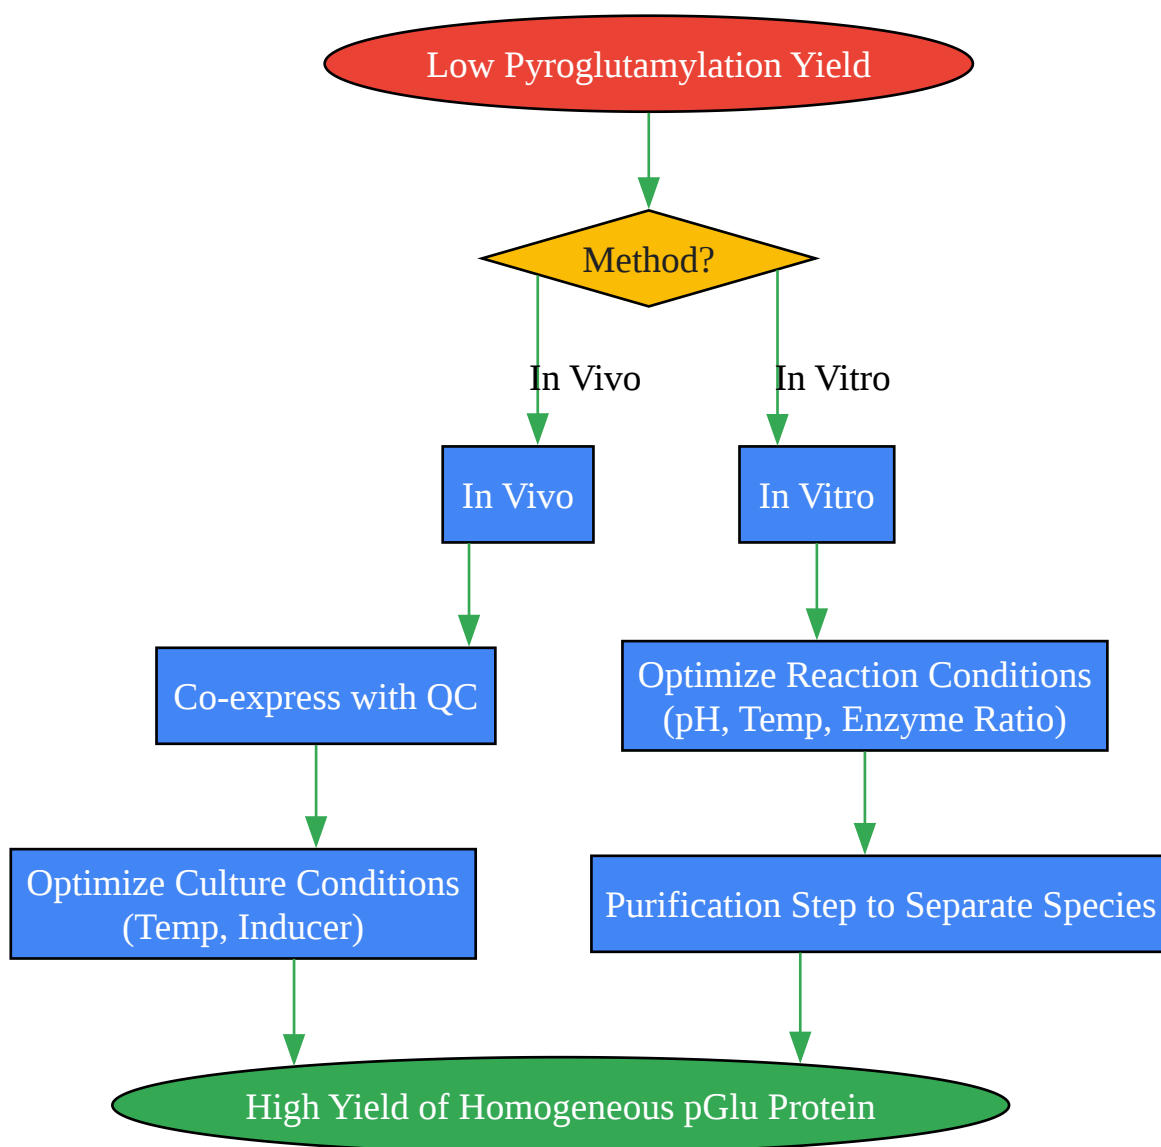 Low Pyroglutamylation Yield
Method?
In Vivo
In Vitro
In Vivo
In Vitro
Co-express with QC
Optimize Reaction Conditions
(pH, Temp, Enzyme Ratio)
Optimize Culture Conditions
(Temp, Inducer)
Purification Step to Separate Species
High Yield of Homogeneous pGlu Protein